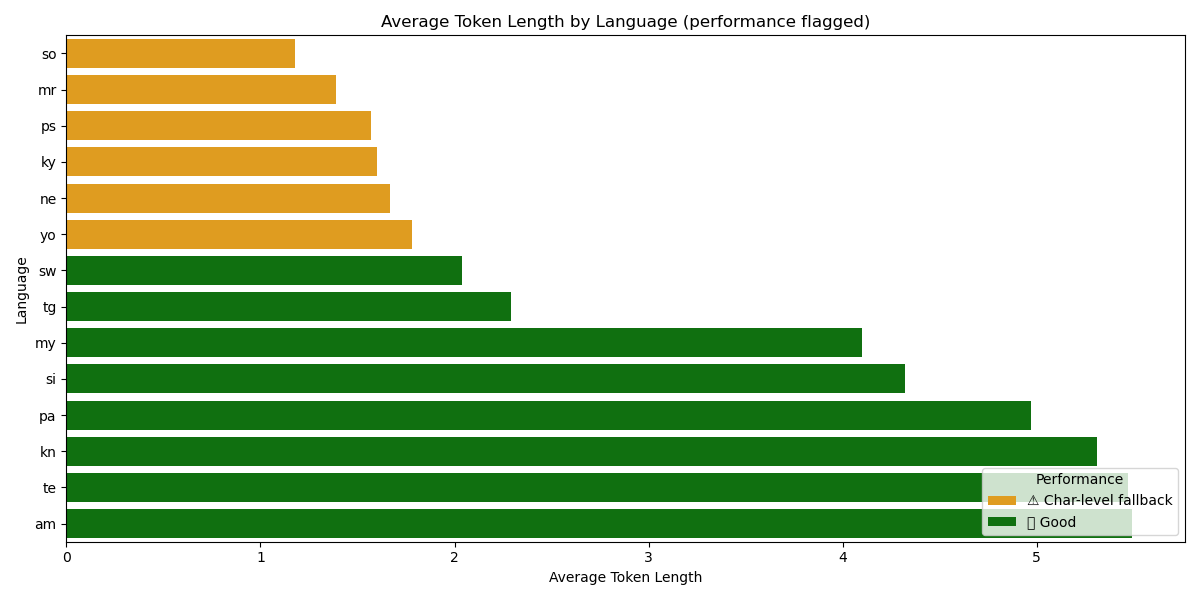 Average Token Length by Language (performance flagged)
so
mr
ps
ky
ne
yo
sw
tg
my
si
pa
kn
te
am
Language
Performance
⚠ Char-level fallback
Good
0 1 2 3 4 5
Average Token Length